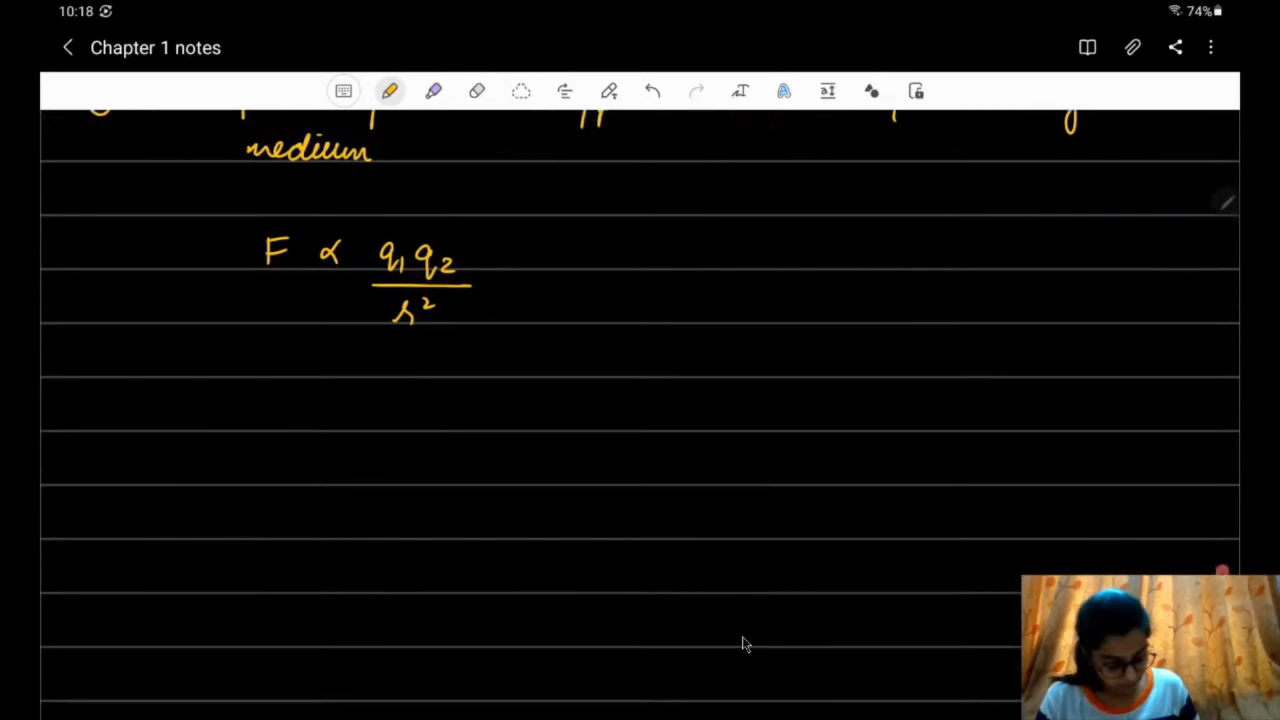 10:18 74%
Chapter 1 notes
medium
F ∝ q₁q₂
r²